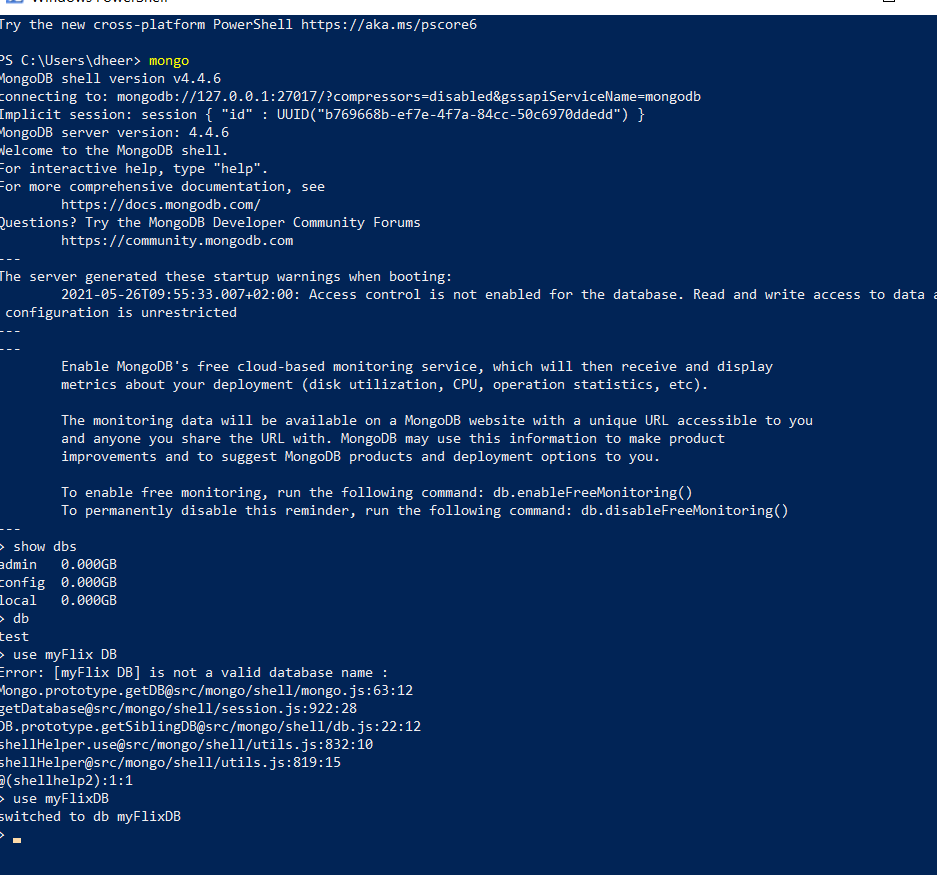 Try the new cross-platform PowerShell https://aka.ms/pscore6
PS C:\Users\dheer> mongo
MongoDB shell version v4.4.6
connecting to: mongodb://127.0.0.1:27017/?compressors=disabled&gssapiServiceName=mongodb
Implicit session: session { "id" : UUID("b769668b-ef7e-4f7a-84cc-50c6970ddedd") }
MongoDB server version: 4.4.6
Welcome to the MongoDB shell.
For interactive help, type "help".
For more comprehensive documentation, see
https://docs.mongodb.com/
Questions? Try the MongoDB Developer Community Forums
https://community.mongodb.com
---
The server generated these startup warnings when booting:
2021-05-26T09:55:33.007+02:00: Access control is not enabled for the database. Read and write access to data a
configuration is unrestricted
---
---
Enable MongoDB's free cloud-based monitoring service, which will then receive and display
metrics about your deployment (disk utilization, CPU, operation statistics, etc).
The monitoring data will be available on a MongoDB website with a unique URL accessible to you
and anyone you share the URL with. MongoDB may use this information to make product
improvements and to suggest MongoDB products and deployment options to you.
To enable free monitoring, run the following command: db.enableFreeMonitoring()
To permanently disable this reminder, run the following command: db.disableFreeMonitoring()
---
> show dbs
admin   0.000GB
config  0.000GB
local   0.000GB
> db
test
> use myFlix DB
Error: [myFlix DB] is not a valid database name :
Mongo.prototype.getDB@src/mongo/shell/mongo.js:63:12
getDatabase@src/mongo/shell/session.js:922:28
DB.prototype.getSiblingDB@src/mongo/shell/db.js:22:12
shellHelper.use@src/mongo/shell/utils.js:832:10
shellHelper@src/mongo/shell/utils.js:819:15
@(shellhelp2):1:1
> use myFlixDB
switched to db myFlixDB
>